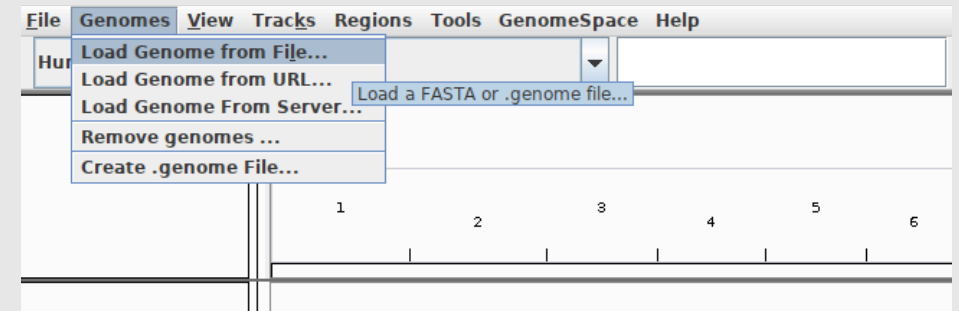 File Genomes View Tracks Regions Tools GenomeSpace Help
Load Genome from File...
Hu
Load Genome from URL...
Load a FASTA or .genome file...
Load Genome From Server...
Remove genomes ...
Create .genome File...
1 2 3 4 5 6